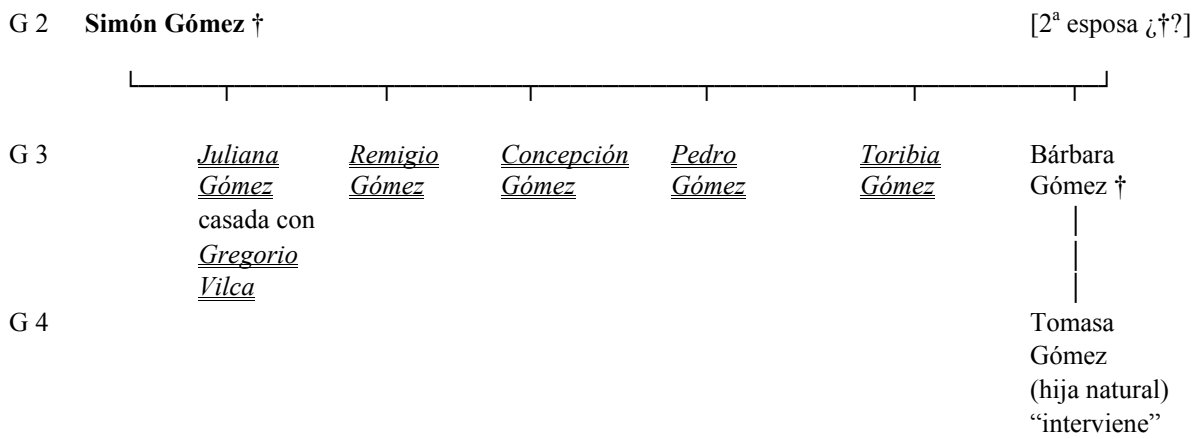 G 2 Simón Gómez † [2ª esposa ¿†?]
G 3 Juliana Remigio Concepción Pedro Toribia Bárbara
Gómez Gómez Gómez Gómez Gómez Gómez †
casada con
Gregorio
Vilca
G 4 Tomasa
Gómez
(hija natural)
“interviene”